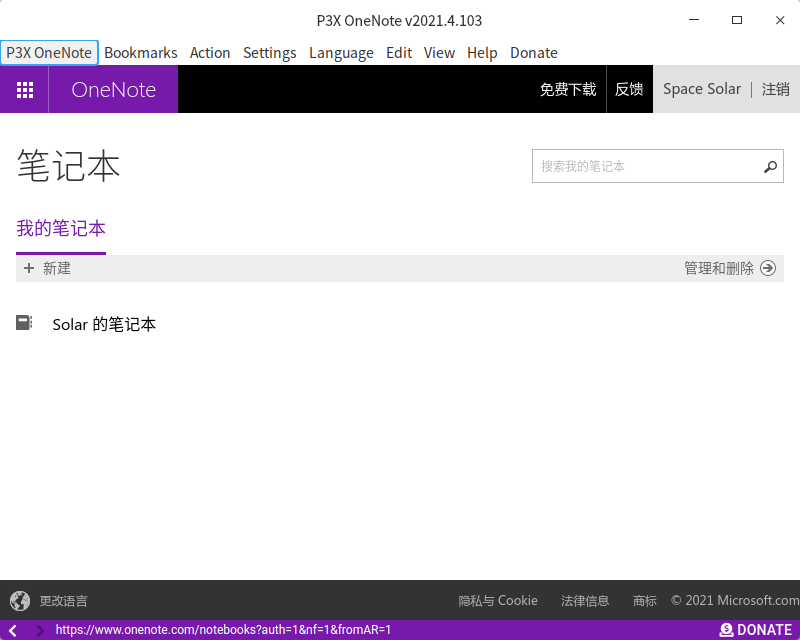 P3X OneNote v2021.4.103
P3X OneNote Bookmarks Action Settings Language Edit View Help Donate
OneNote 免费下载 反馈 Space Solar 注销
笔记本
搜索我的笔记本
我的笔记本
新建 管理和删除
Solar 的笔记本
更改语言 隐私与 Cookie 法律信息 商标 © 2021 Microsoft.com
https://www.onenote.com/notebooks?auth=1&nf=1&fromAR=1 DONATE